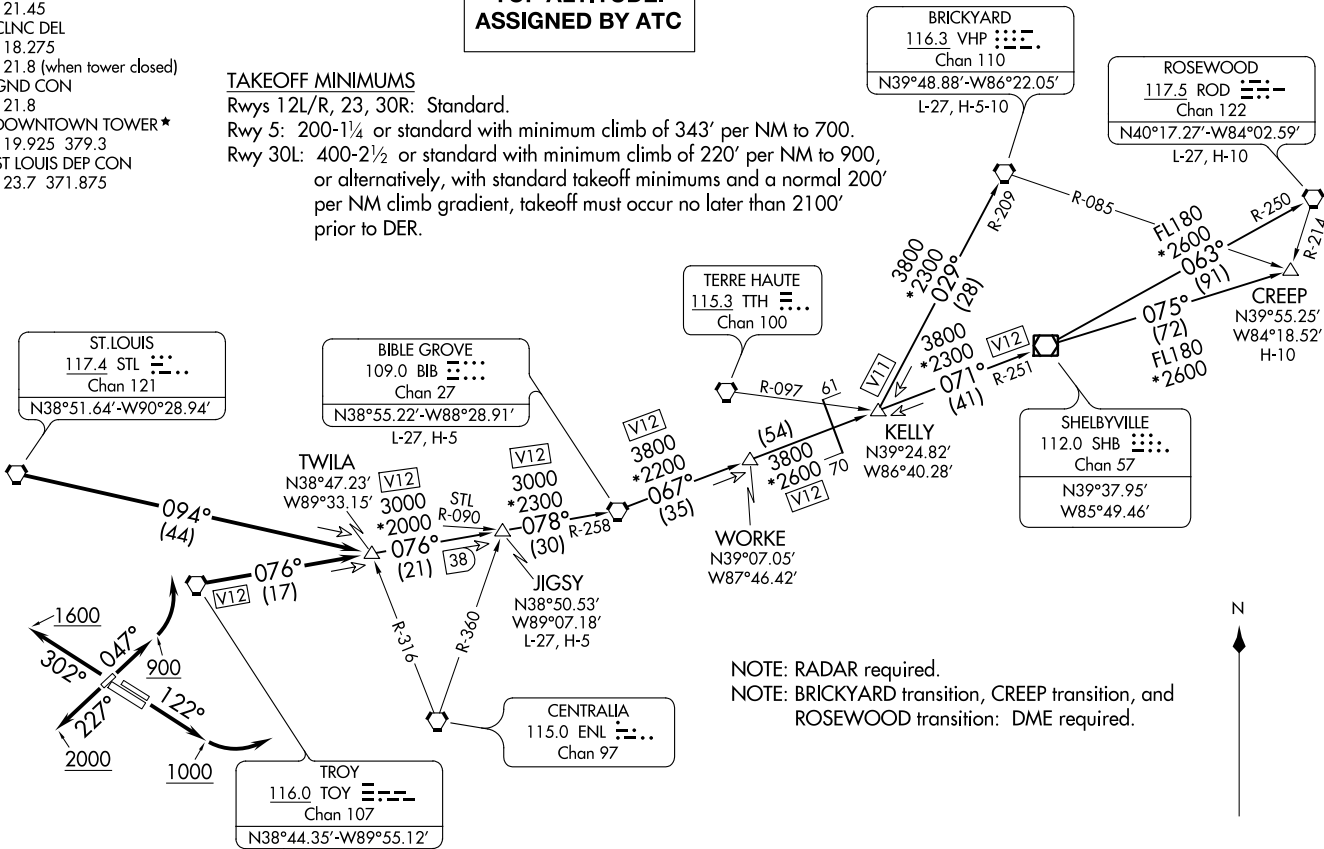 21.45
CLNC DEL
18.275
21.8 (when tower closed)
GND CON
21.8
DOWNTOWN TOWER★
19.925 379.3
ST LOUIS DEP CON
23.7 371.875
ASSIGNED BY ATC
TAKEOFF MINIMUMS
Rwys 12L/R, 23, 30R: Standard.
Rwy 5: 200-1¼ or standard with minimum climb of 343' per NM to 700.
Rwy 30L: 400-2½ or standard with minimum climb of 220' per NM to 900,
or alternatively, with standard takeoff minimums and a normal 200'
per NM climb gradient, takeoff must occur no later than 2100'
prior to DER.
BRICKYARD
116.3 VHP
Chan 110
N39°48.88'-W86°22.05'
L-27, H-5-10
ROSEWOOD
117.5 ROD
Chan 122
N40°17.27'-W84°02.59'
L-27, H-10
R-209
R-085
R-250
R-214
FL180
*2600
063°
(91)
3800
*2300
029°
(28)
CREEP
N39°55.25'
W84°18.52'
H-10
075°
(72)
FL180
*2600
TERRE HAUTE
115.3 TTH
Chan 100
R-097
61
70
V11
3800
*2300
V12
071°
R-251
(41)
KELLY
N39°24.82'
W86°40.28'
SHELBYVILLE
112.0 SHB
Chan 57
N39°37.95'
W85°49.46'
ST.LOUIS
117.4 STL
Chan 121
N38°51.64'-W90°28.94'
BIBLE GROVE
109.0 BIB
Chan 27
N38°55.22'-W88°28.91'
L-27, H-5
094°
(44)
TWILA
N38°47.23'
W89°33.15'
V12
3000
*2000
076°
(21)
STL
R-090
38
V12
3000
*2300
078°
(30)
R-258
V12
3800
*2200
067°
(35)
(54)
3800
*2600
V12
WORKE
N39°07.05'
W87°46.42'
JIGSY
N38°50.53'
W89°07.18'
L-27, H-5
V12
076°
(17)
R-316
R-360
1600
302°
047°
900
227°
122°
2000
1000
CENTRALIA
115.0 ENL
Chan 97
TROY
116.0 TOY
Chan 107
N38°44.35'-W89°55.12'
NOTE: RADAR required.
NOTE: BRICKYARD transition, CREEP transition, and
ROSEWOOD transition: DME required.
N